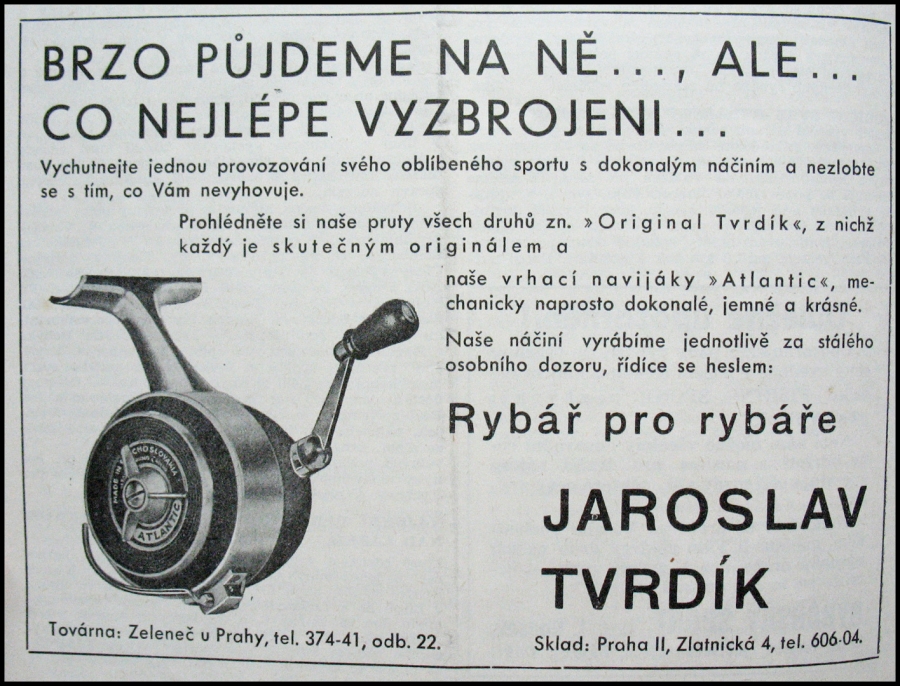 BRZO PŮJDEME NA NĚ..., ALE...
CO NEJLÉPE VYZBROJENI...
Vychutnejte jednou provozování svého oblíbeného sportu s dokonalým náčiním a nezlobte
se s tím, co Vám nevyhovuje.
Prohlédněte si naše pruty všech druhů zn. »Original Tvrdík«, z nichž
každý je skutečným originálem a
naše vrhací navijáky »Atlantic«, me-
chanicky naprosto dokonalé, jemné a krásné.
Naše náčiní vyrábíme jednotlivě za stálého
osobního dozoru, řídíce se heslem:
Rybář pro rybáře
MADE IN CZECHOSLOVAKIA
ATLANTIC
JAROSLAV
TVRDÍK
Továrna: Zeleneč u Prahy, tel. 374-41, odb. 22.
Sklad: Praha II, Zlatnická 4, tel. 606-04.